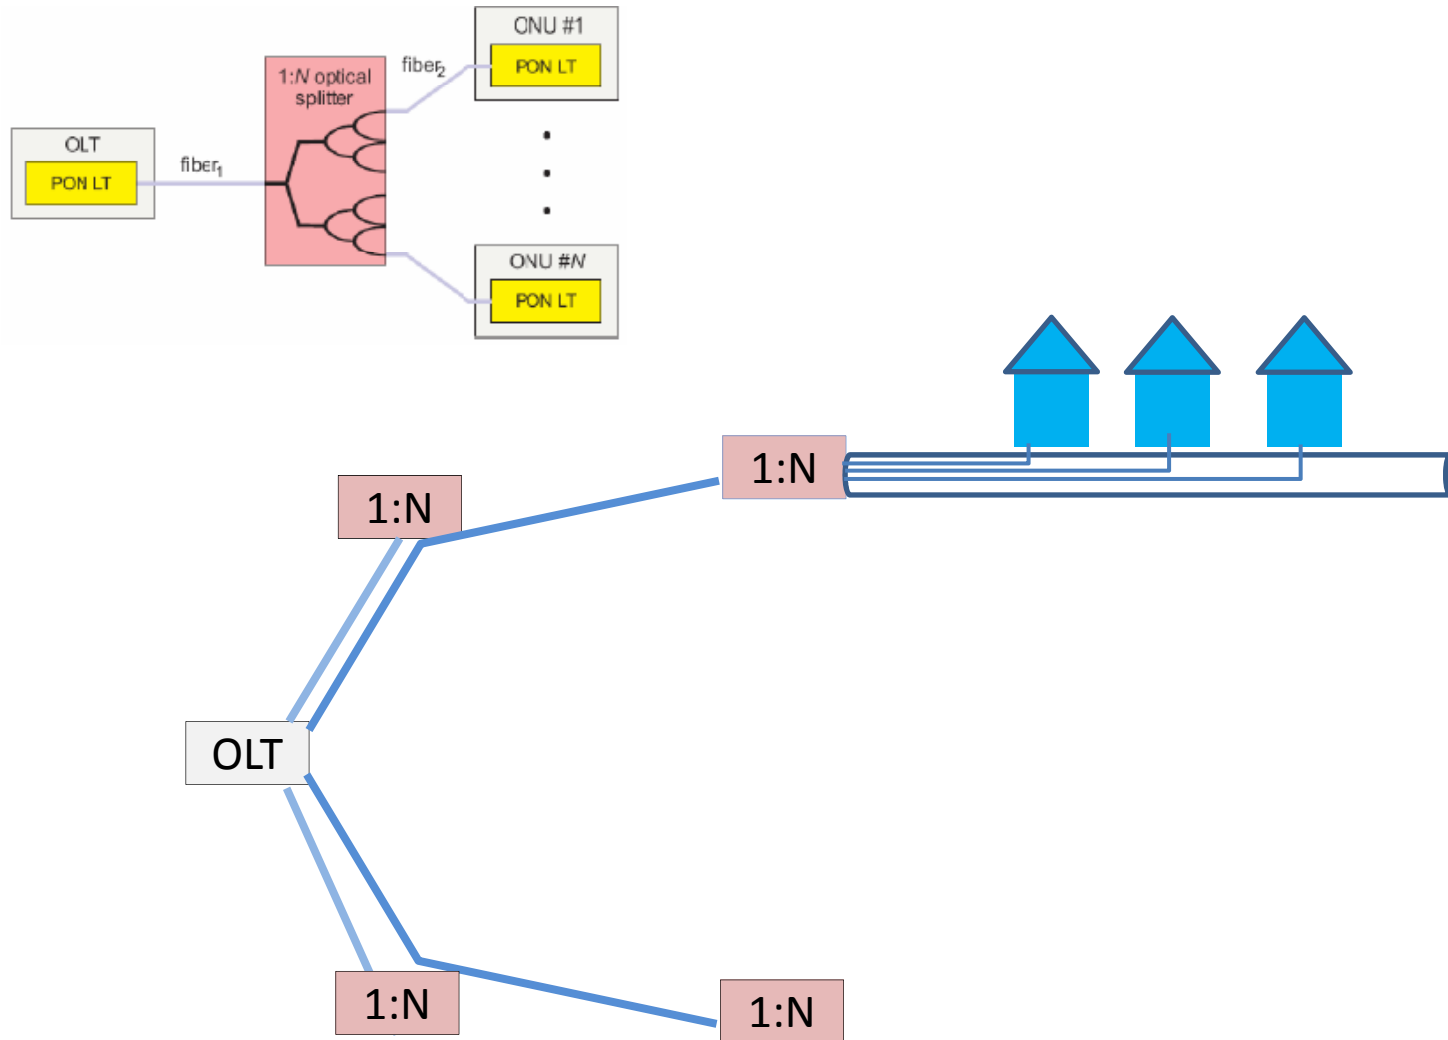 ONU #1
PON LT
fiber2
1:N optical
splitter
OLT
PON LT
fiber1
ONU #N
PON LT
1:N
1:N
OLT
1:N
1:N